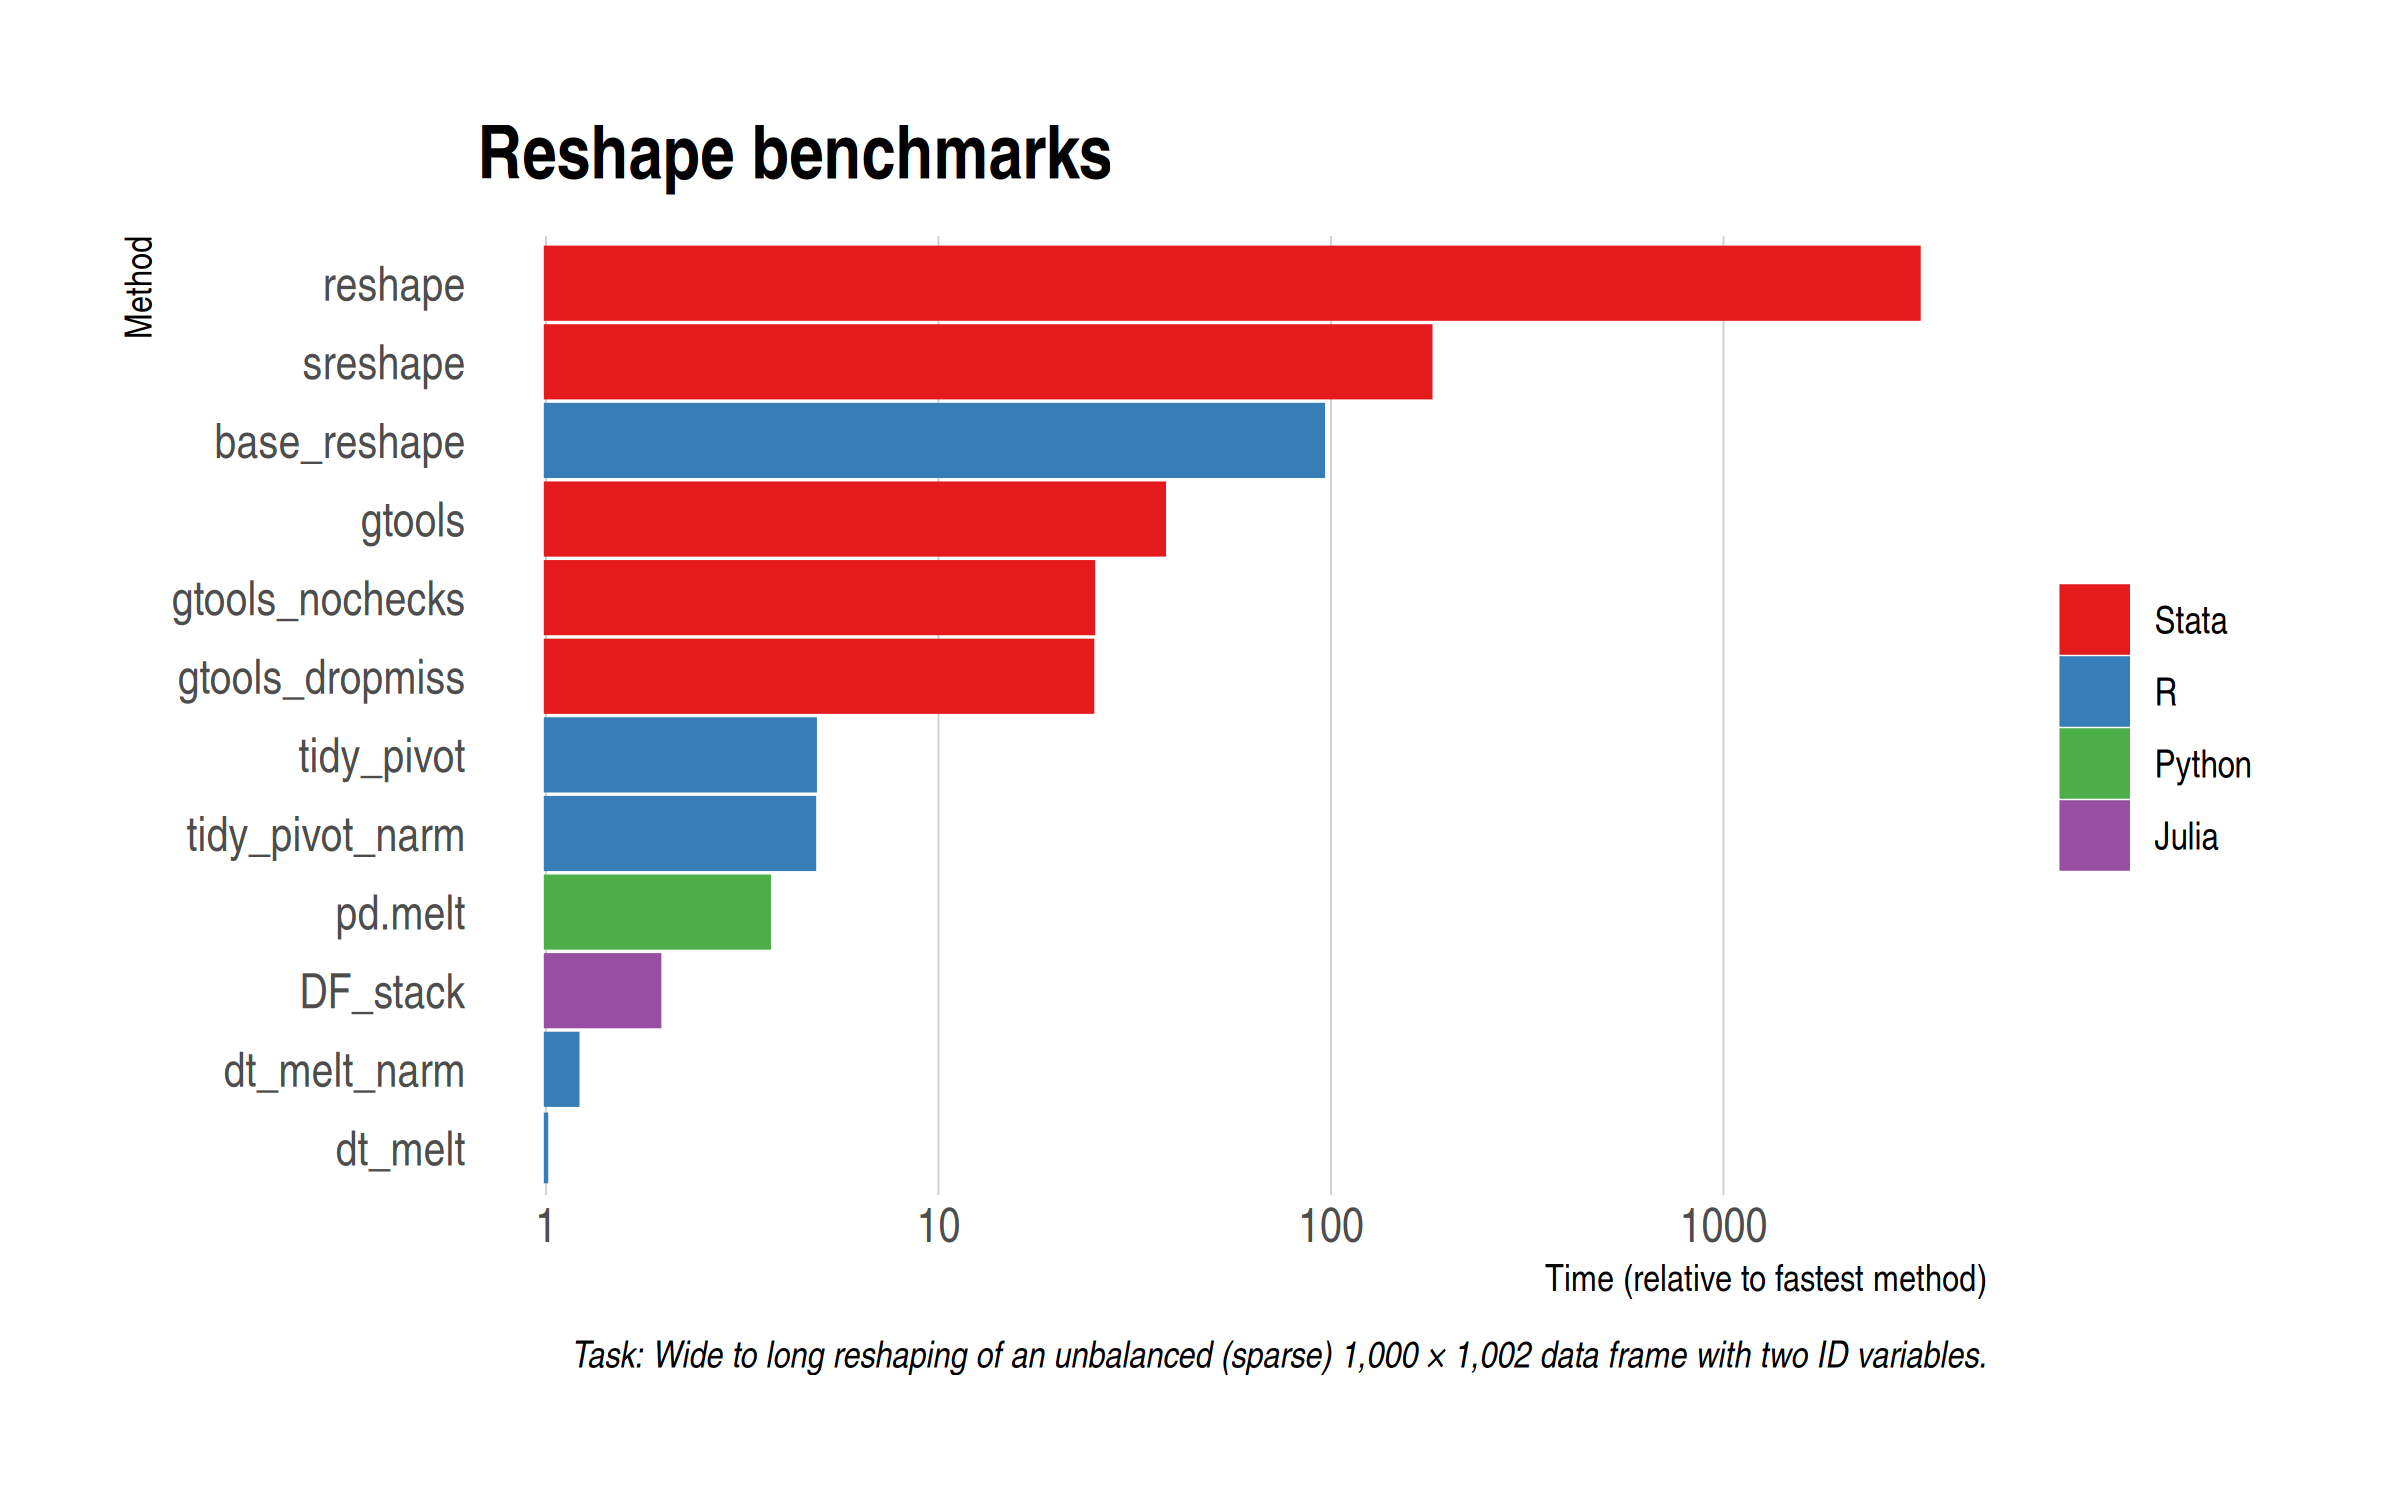 Reshape benchmarks
Method
reshape
sreshape
base_reshape
gtools
gtools_nochecks
gtools_dropmiss
tidy_pivot
tidy_pivot_narm
pd.melt
DF_stack
dt_melt_narm
dt_melt
1 10 100 1000
Time (relative to fastest method)
Stata
R
Python
Julia
Task: Wide to long reshaping of an unbalanced (sparse) 1,000 × 1,002 data frame with two ID variables.